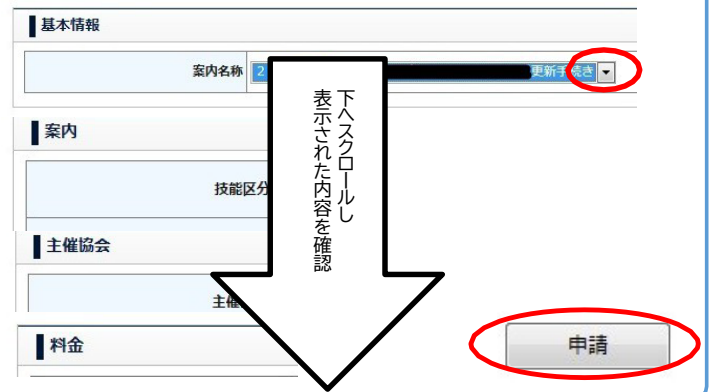 基本情報
案内名称 2 更新手続き
案内
技能区分
主催協会
主催
料金
下へスクロールし
表示された内容を確認
申請